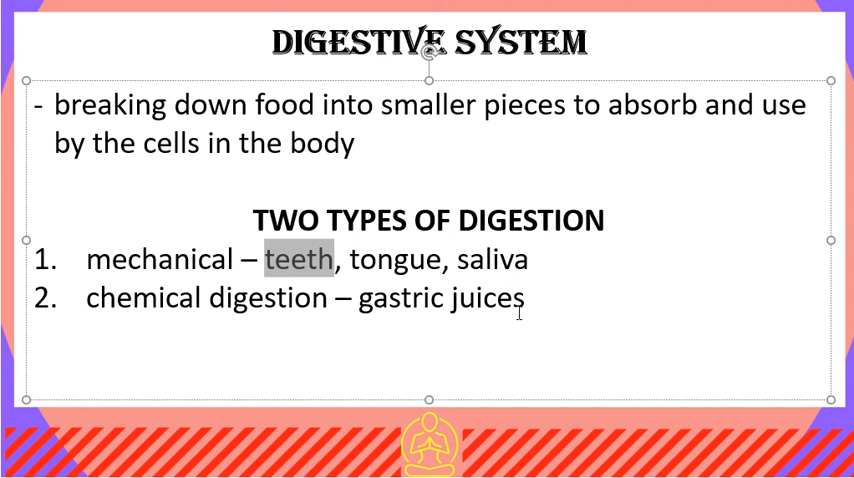 DIGESTIVE SYSTEM
- breaking down food into smaller pieces to absorb and use
by the cells in the body
TWO TYPES OF DIGESTION
1. mechanical – teeth, tongue, saliva
2. chemical digestion – gastric juices